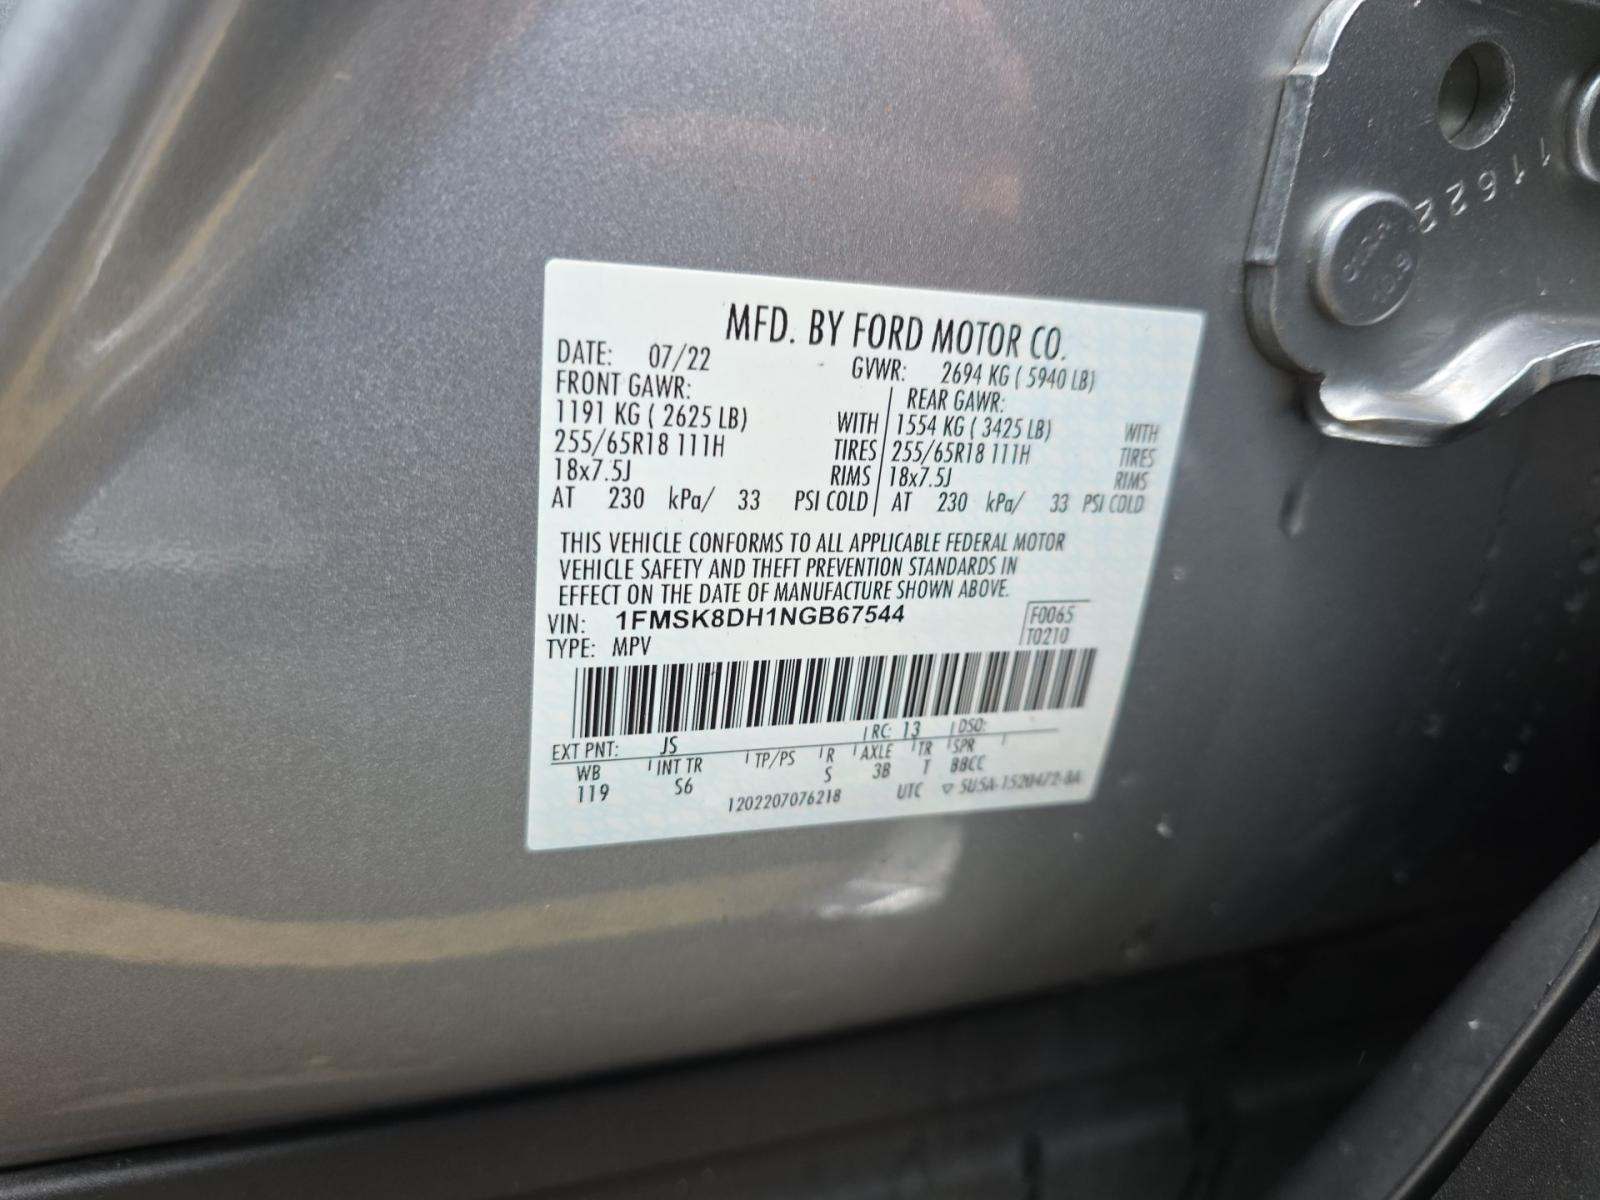 11622
MFD. BY FORD MOTOR CO.
DATE: 07/22 GVWR: 2694 KG ( 5940 LB)
FRONT GAWR: REAR GAWR:
1191 KG ( 2625 LB) WITH 1554 KG ( 3425 LB) WITH
255/65R18 111H TIRES 255/65R18 111H TIRES
18x7.5J RIMS 18x7.5J RIMS
AT 230 kPa/ 33 PSI COLD AT 230 kPa/ 33 PSI COLD
THIS VEHICLE CONFORMS TO ALL APPLICABLE FEDERAL MOTOR
VEHICLE SAFETY AND THEFT PREVENTION STANDARDS IN
EFFECT ON THE DATE OF MANUFACTURE SHOWN ABOVE.
VIN: 1FMSK8DH1NGB67544 F0065
TYPE: MPV T0210
EXT PNT: JS RC: 13 DSO:
WB INT TR TP/PS R AXLE TR SPR
119 S6 S 3B T BBCC
1202207076218 UTC ▽ 5U5A-1520472-BA